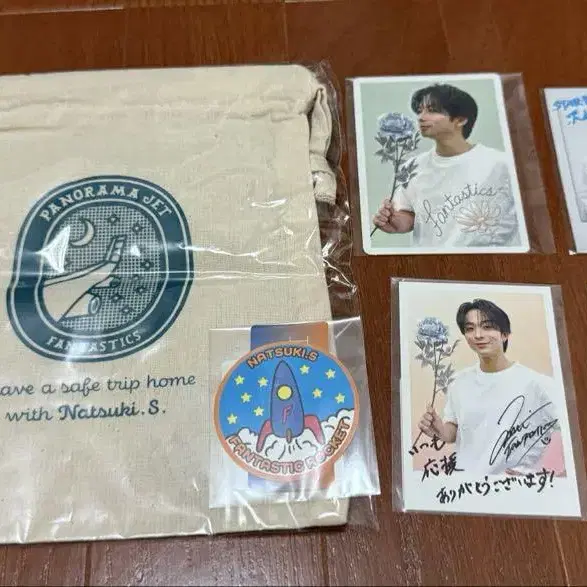 PANORAMA JET
FANTASTICS
ave a safe trip home
with Natsuki.S.
NATSUKI.S
F
FANTASTIC ROCKET
Fantastics
いつも
応援
ありがとうございます!